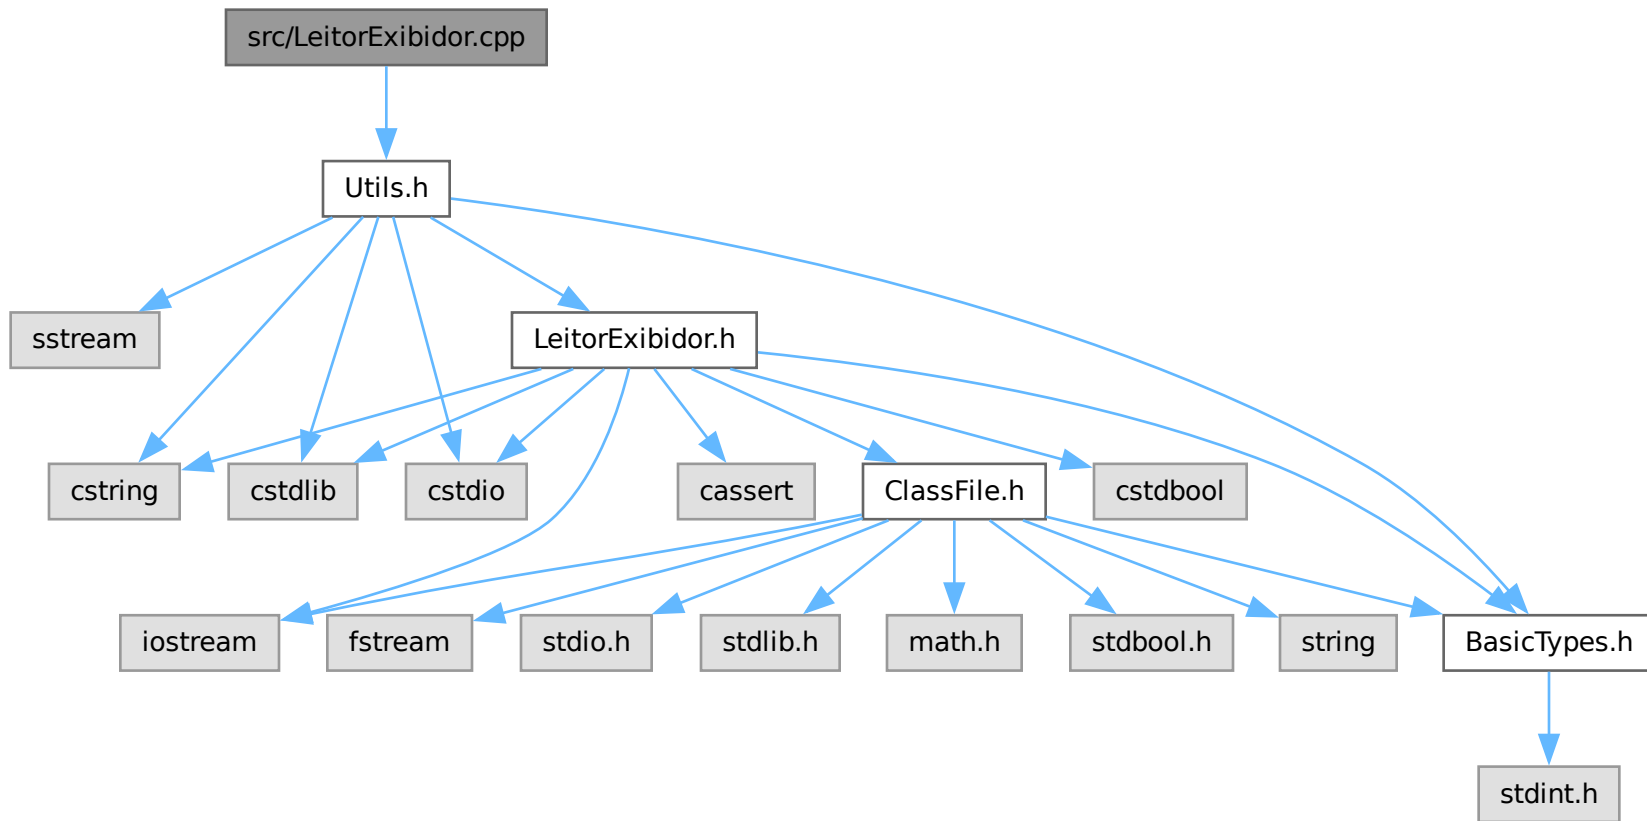 src/LeitorExibidor.cpp
Utils.h
sstream
LeitorExibidor.h
cstring
cstdlib
cstdio
cassert
ClassFile.h
cstdbool
iostream
fstream
stdio.h
stdlib.h
math.h
stdbool.h
string
BasicTypes.h
stdint.h